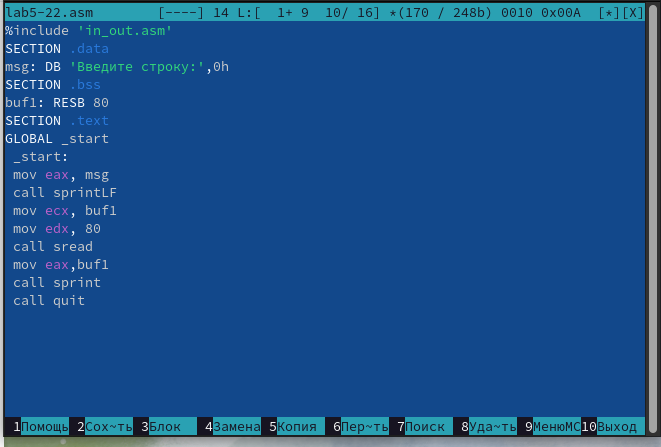 lab5-22.asm [----] 14 L:[ 1+ 9 10/ 16] *(170 / 248b) 0010 0x00A [*][X]
%include 'in_out.asm'
SECTION .data
msg: DB 'Введите строку:',0h
SECTION .bss
buf1: RESB 80
SECTION .text
GLOBAL _start
_start:
mov eax, msg
call sprintLF
mov ecx, buf1
mov edx, 80
call sread
mov eax,buf1
call sprint
call quit
1Помощь 2Сох~ть 3Блок 4Замена 5Копия 6Пер~ть 7Поиск 8Уда~ть 9МенюMC 10Выход